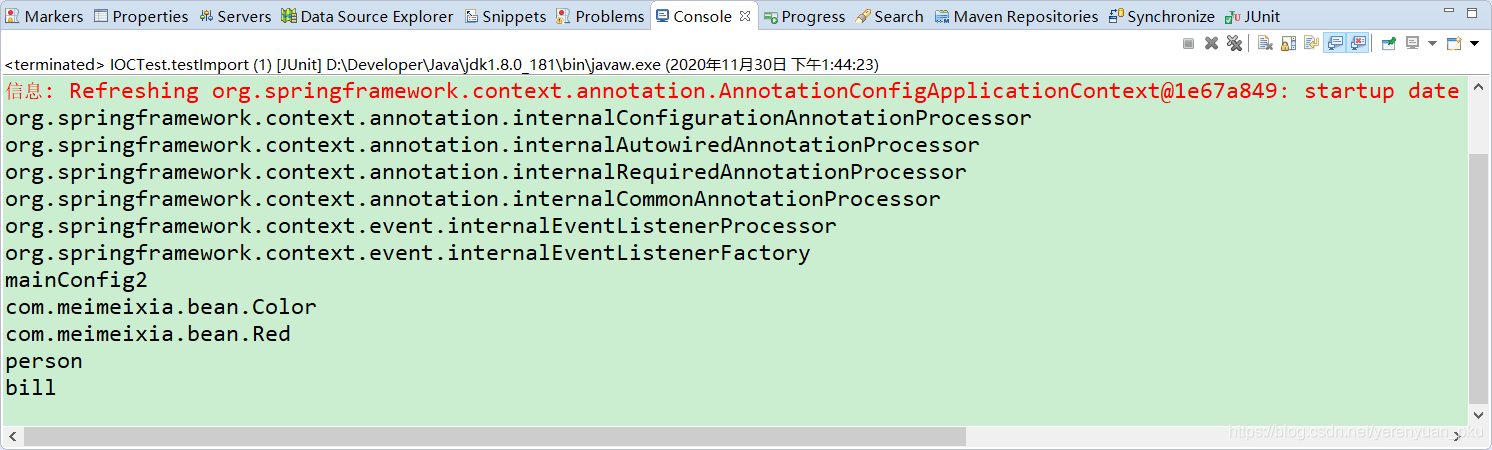 Markers Properties Servers Data Source Explorer Snippets Problems Console Progress Search Maven Repositories Synchronize JUnit
<terminated> IOCTest.testImport (1) [JUnit] D:\Developer\Java\jdk1.8.0_181\bin\javaw.exe (2020年11月30日 下午1:44:23)
信息: Refreshing org.springframework.context.annotation.AnnotationConfigApplicationContext@1e67a849: startup date
org.springframework.context.annotation.internalConfigurationAnnotationProcessor
org.springframework.context.annotation.internalAutowiredAnnotationProcessor
org.springframework.context.annotation.internalRequiredAnnotationProcessor
org.springframework.context.annotation.internalCommonAnnotationProcessor
org.springframework.context.event.internalEventListenerProcessor
org.springframework.context.event.internalEventListenerFactory
mainConfig2
com.meimeixia.bean.Color
com.meimeixia.bean.Red
person
bill
https://blog.csdn.net/yerenyuan_pku